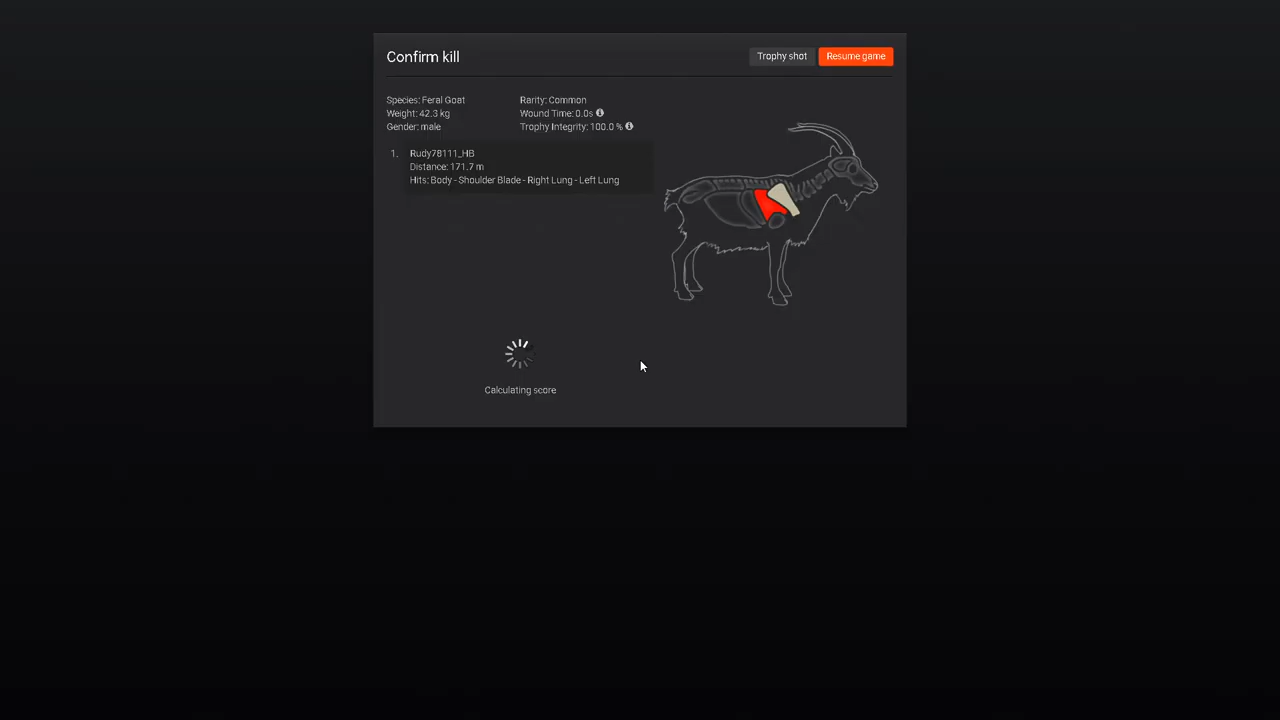 Confirm kill
Trophy shot
Resume game
Species: Feral Goat
Rarity: Common
Weight: 42.3 kg
Wound Time: 0.0s
Gender: male
Trophy Integrity: 100.0 %
1. Rudy78111_HB
Distance: 171.7 m
Hits: Body - Shoulder Blade - Right Lung - Left Lung
Calculating score